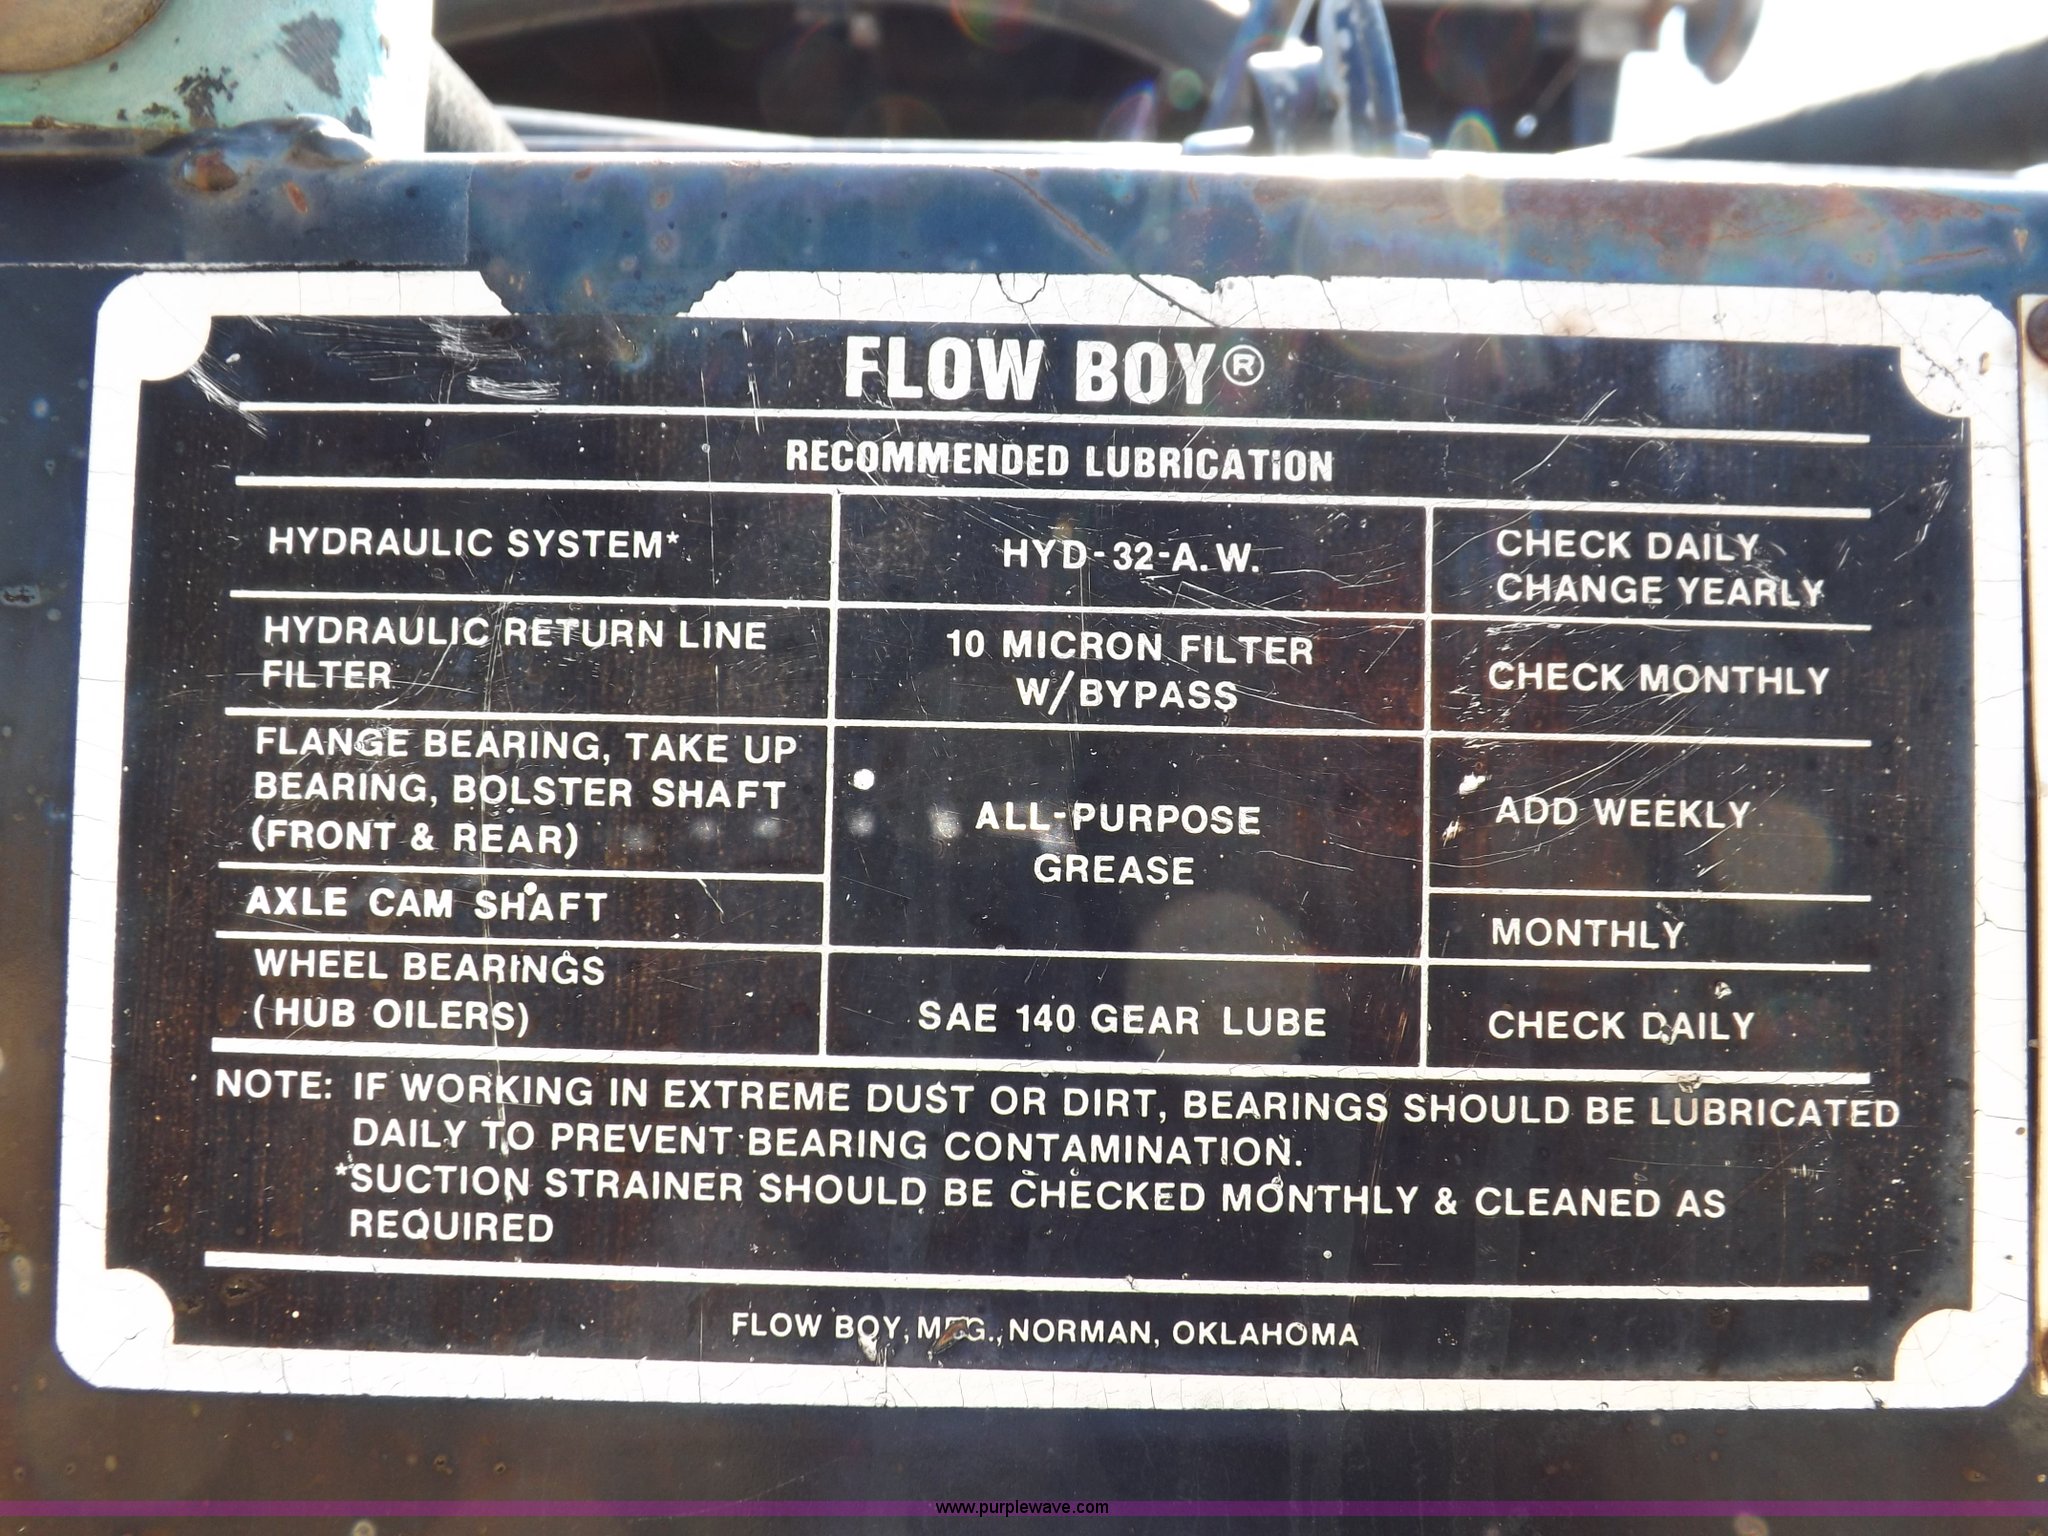 FLOW BOY®
RECOMMENDED LUBRICATION
HYDRAULIC SYSTEM*
HYD-32-A.W.
CHECK DAILY
CHANGE YEARLY
HYDRAULIC RETURN LINE
FILTER
10 MICRON FILTER
W/BYPASS
CHECK MONTHLY
FLANGE BEARING, TAKE UP
BEARING, BOLSTER SHAFT
(FRONT & REAR)
ALL-PURPOSE
GREASE
ADD WEEKLY
AXLE CAM SHAFT
MONTHLY
WHEEL BEARINGS
(HUB OILERS)
SAE 140 GEAR LUBE
CHECK DAILY
NOTE: IF WORKING IN EXTREME DUST OR DIRT, BEARINGS SHOULD BE LUBRICATED
DAILY TO PREVENT BEARING CONTAMINATION.
*SUCTION STRAINER SHOULD BE CHECKED MONTHLY & CLEANED AS
REQUIRED
FLOW BOY, MFG., NORMAN, OKLAHOMA
www.purplewave.com